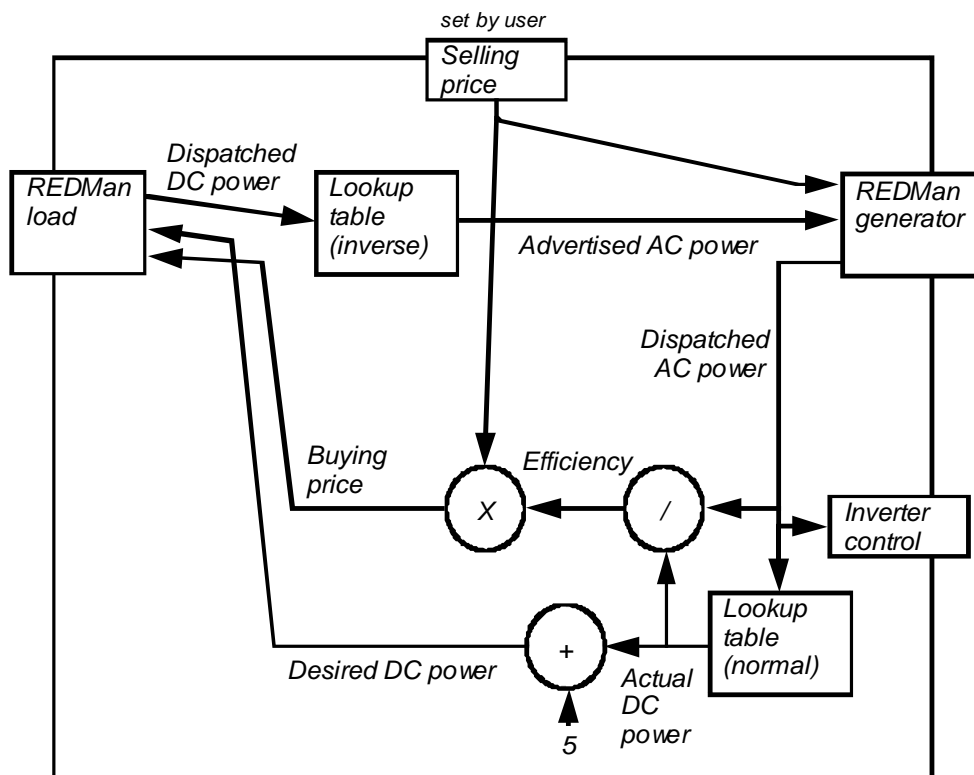 set by user
Selling
price
Dispatched
DC power
REDMan
load
Lookup
table
(inverse)
REDMan
generator
Advertised AC power
Dispatched
AC power
Buying
price
Efficiency
X
/
Inverter
control
Lookup
table
(normal)
+
Desired DC power
Actual
DC
power
5